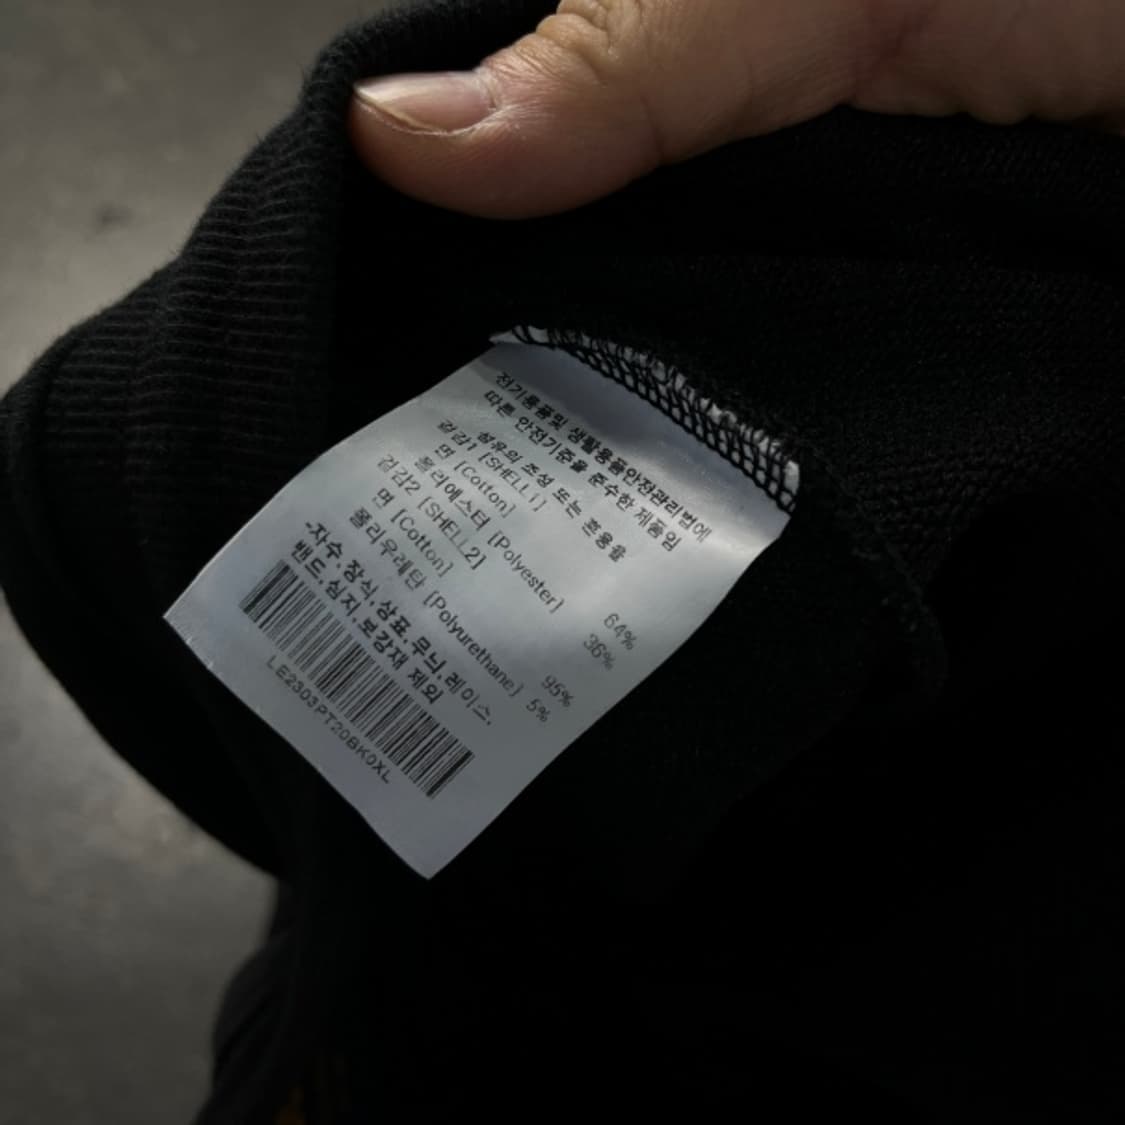 전기용품및 생활용품안전관리법에
따른 안전기준을 준수한 제품임
섬유의 조성 또는 혼용율
겉감1 [SHELL1]
면 [Cotton] 64%
폴리에스터 [Polyester] 36%
겉감2 [SHELL2]
면 [Cotton] 95%
폴리우레탄 [Polyurethane] 5%
-자수,장식,상표,무늬,레이스,
밴드,심지,보강재 제외
LE2303PT20BK0XL